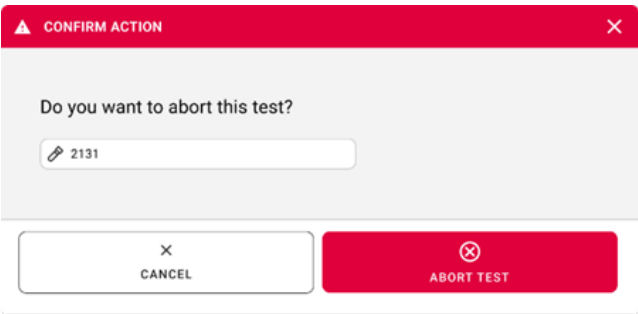 CONFIRM ACTION
Do you want to abort this test?
2131
CANCEL
ABORT TEST